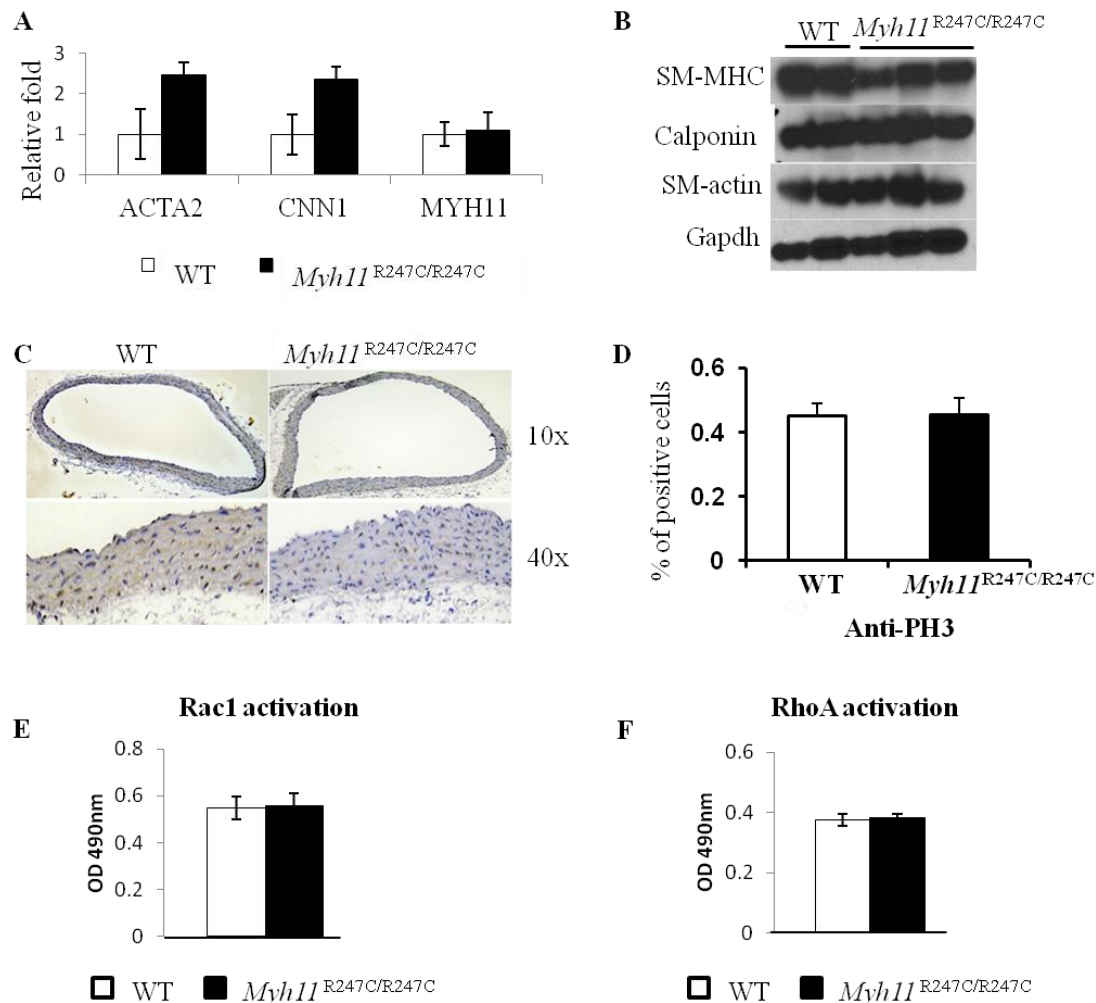 A
Relative fold
3
2
1
0
ACTA2 CNN1 MYH11
WT Myh11 R247C/R247C
B
WT Myh11 R247C/R247C
SM-MHC
Calponin
SM-actin
Gapdh
C
WT Myh11 R247C/R247C
10x
40x
D
% of positive cells
0.6
0.4
0.2
0
WT Myh11 R247C/R247C
Anti-PH3
E
Rac1 activation
OD 490nm
0.8
0.6
0.4
0.2
0
WT Myh11 R247C/R247C
F
RhoA activation
OD 490nm
0.6
0.4
0.2
0
WT Myh11 R247C/R247C